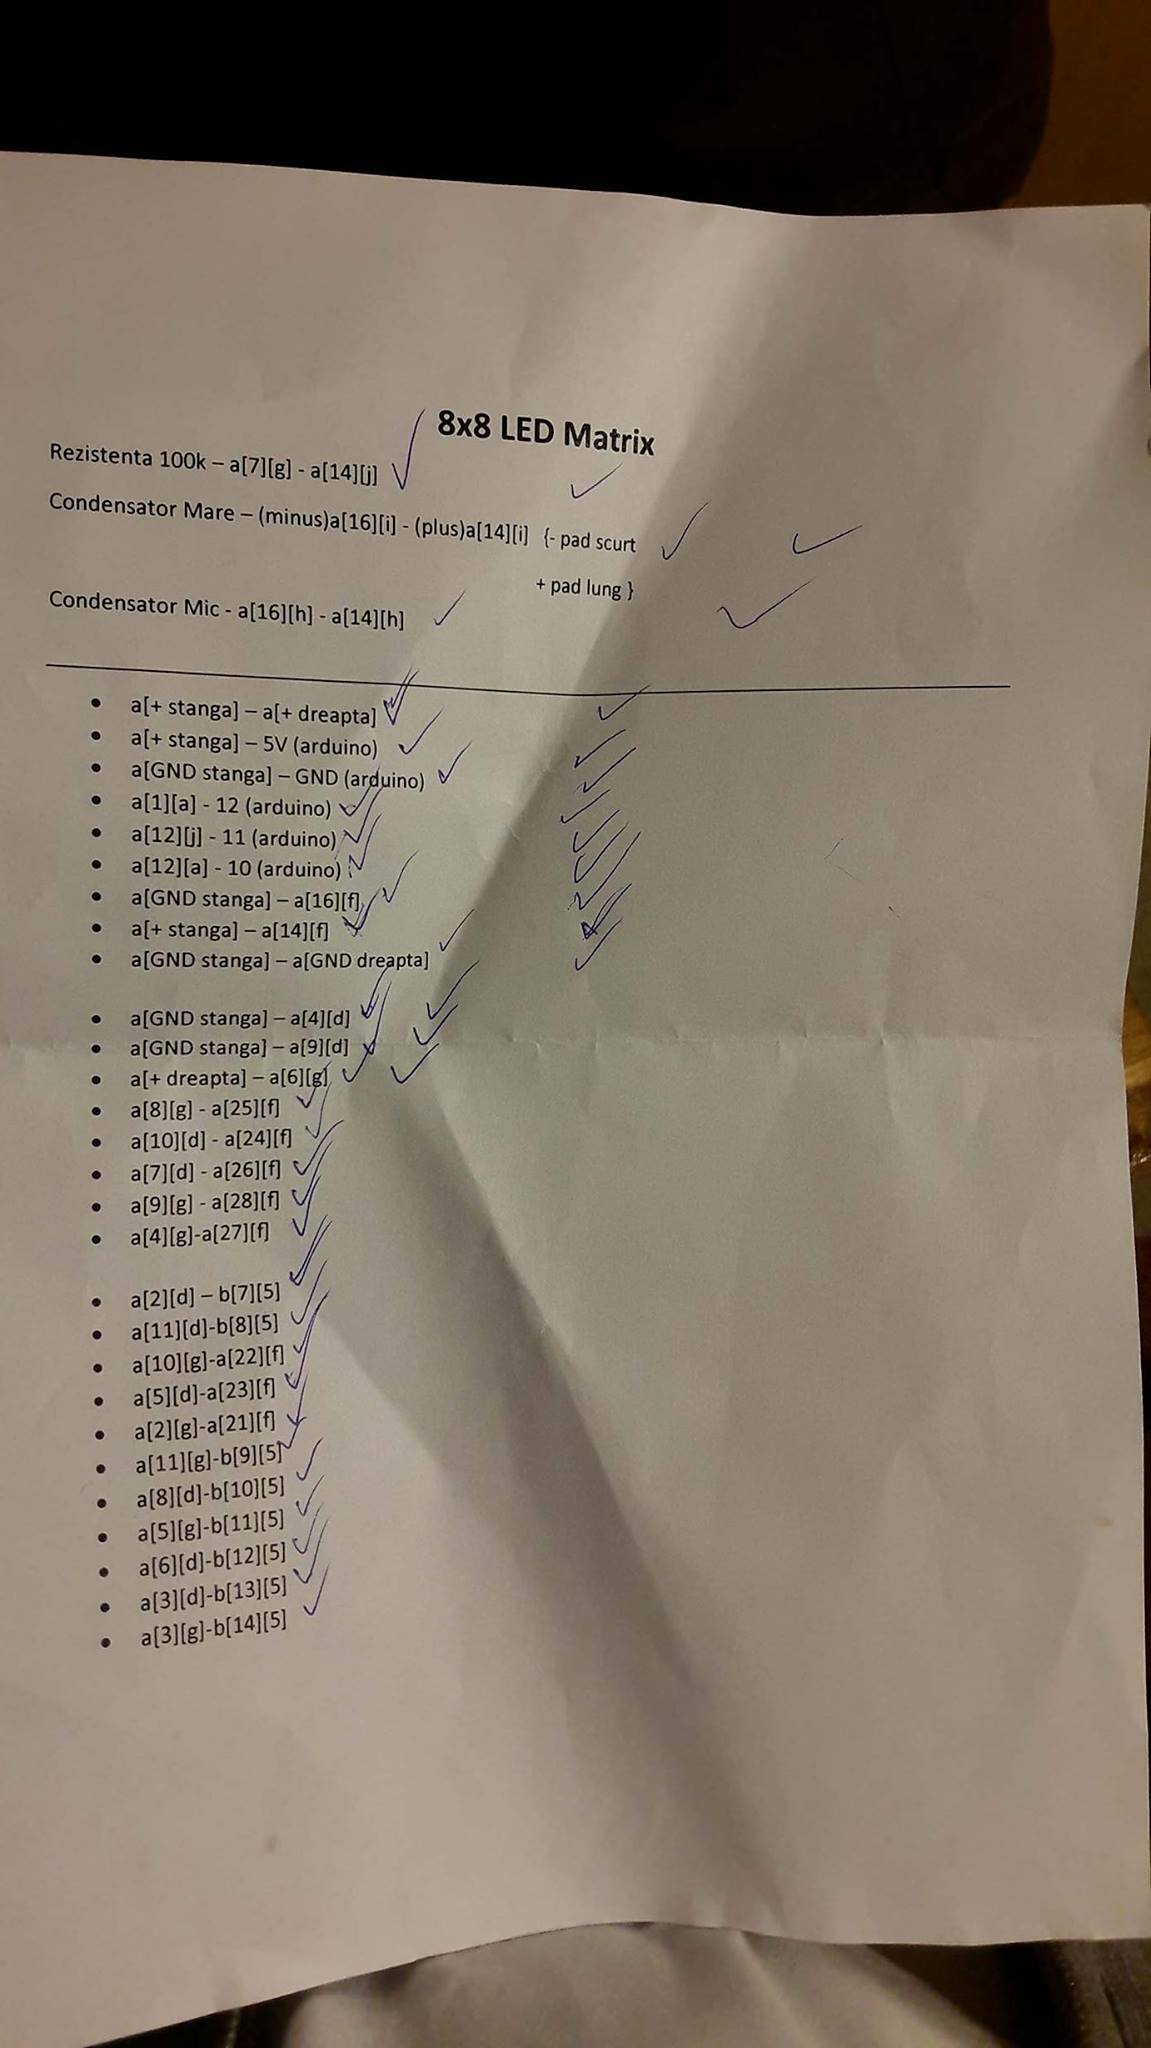 8x8 LED Matrix
Rezistenta 100k – a[7][g] - a[14][j]
Condensator Mare – (minus)a[16][i] - (plus)a[14][i] {- pad scurt
+ pad lung }
Condensator Mic - a[16][h] - a[14][h]
• a[+ stanga] – a[+ dreapta]
• a[+ stanga] – 5V (arduino)
• a[GND stanga] – GND (arduino)
• a[1][a] - 12 (arduino)
• a[12][j] - 11 (arduino)
• a[12][a] - 10 (arduino)
• a[GND stanga] – a[16][f]
• a[+ stanga] – a[14][f]
• a[GND stanga] – a[GND dreapta]
• a[GND stanga] – a[4][d]
• a[GND stanga] – a[9][d]
• a[+ dreapta] – a[6][g]
• a[8][g] - a[25][f]
• a[10][d] - a[24][f]
• a[7][d] - a[26][f]
• a[9][g] - a[28][f]
• a[4][g]-a[27][f]
• a[2][d] – b[7][5]
• a[11][d]-b[8][5]
• a[10][g]-a[22][f]
• a[5][d]-a[23][f]
• a[2][g]-a[21][f]
• a[11][g]-b[9][5]
• a[8][d]-b[10][5]
• a[5][g]-b[11][5]
• a[6][d]-b[12][5]
• a[3][d]-b[13][5]
• a[3][g]-b[14][5]